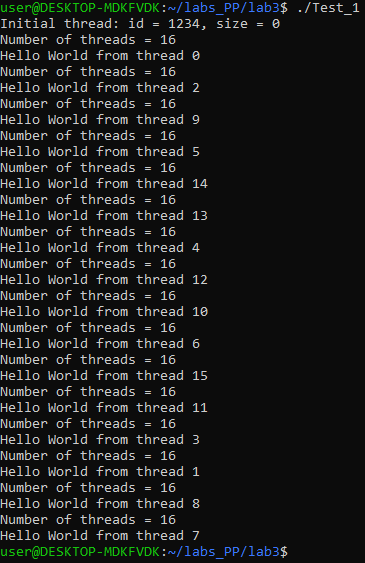 user@DESKTOP-MDKFVDK:~/labs_PP/lab3$ ./Test_1
Initial thread: id = 1234, size = 0
Number of threads = 16
Hello World from thread 0
Number of threads = 16
Hello World from thread 2
Number of threads = 16
Hello World from thread 9
Number of threads = 16
Hello World from thread 5
Number of threads = 16
Hello World from thread 14
Number of threads = 16
Hello World from thread 13
Number of threads = 16
Hello World from thread 4
Number of threads = 16
Hello World from thread 12
Number of threads = 16
Hello World from thread 10
Number of threads = 16
Hello World from thread 6
Number of threads = 16
Hello World from thread 15
Number of threads = 16
Hello World from thread 11
Number of threads = 16
Hello World from thread 3
Number of threads = 16
Hello World from thread 1
Number of threads = 16
Hello World from thread 8
Number of threads = 16
Hello World from thread 7
user@DESKTOP-MDKFVDK:~/labs_PP/lab3$